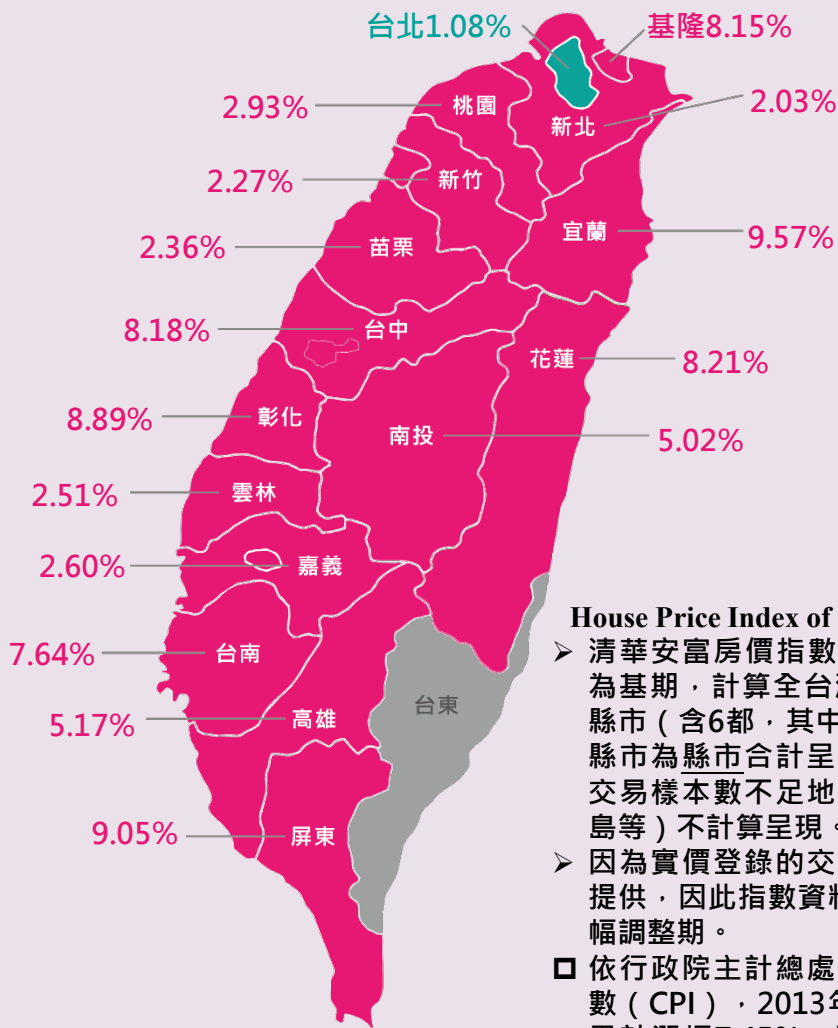 台北1.08%
基隆8.15%
2.93%
桃園
新北
2.03%
2.27%
新竹
2.36%
苗栗
宜蘭
9.57%
8.18%
台中
花蓮
8.21%
8.89%
彰化
南投
5.02%
2.51%
雲林
2.60%
嘉義
7.64%
台南
台東
5.17%
高雄
9.05%
屏東
House Price Index of
➢ 清華安富房價指數
為基期，計算全台
縣市（含6都，其中
縣市為縣市合計呈
交易樣本數不足地
島等）不計算呈現。
➢ 因為實價登錄的交
提供，因此指數資料
幅調整期。
☐ 依行政院主計總處
數（CPI），2013年